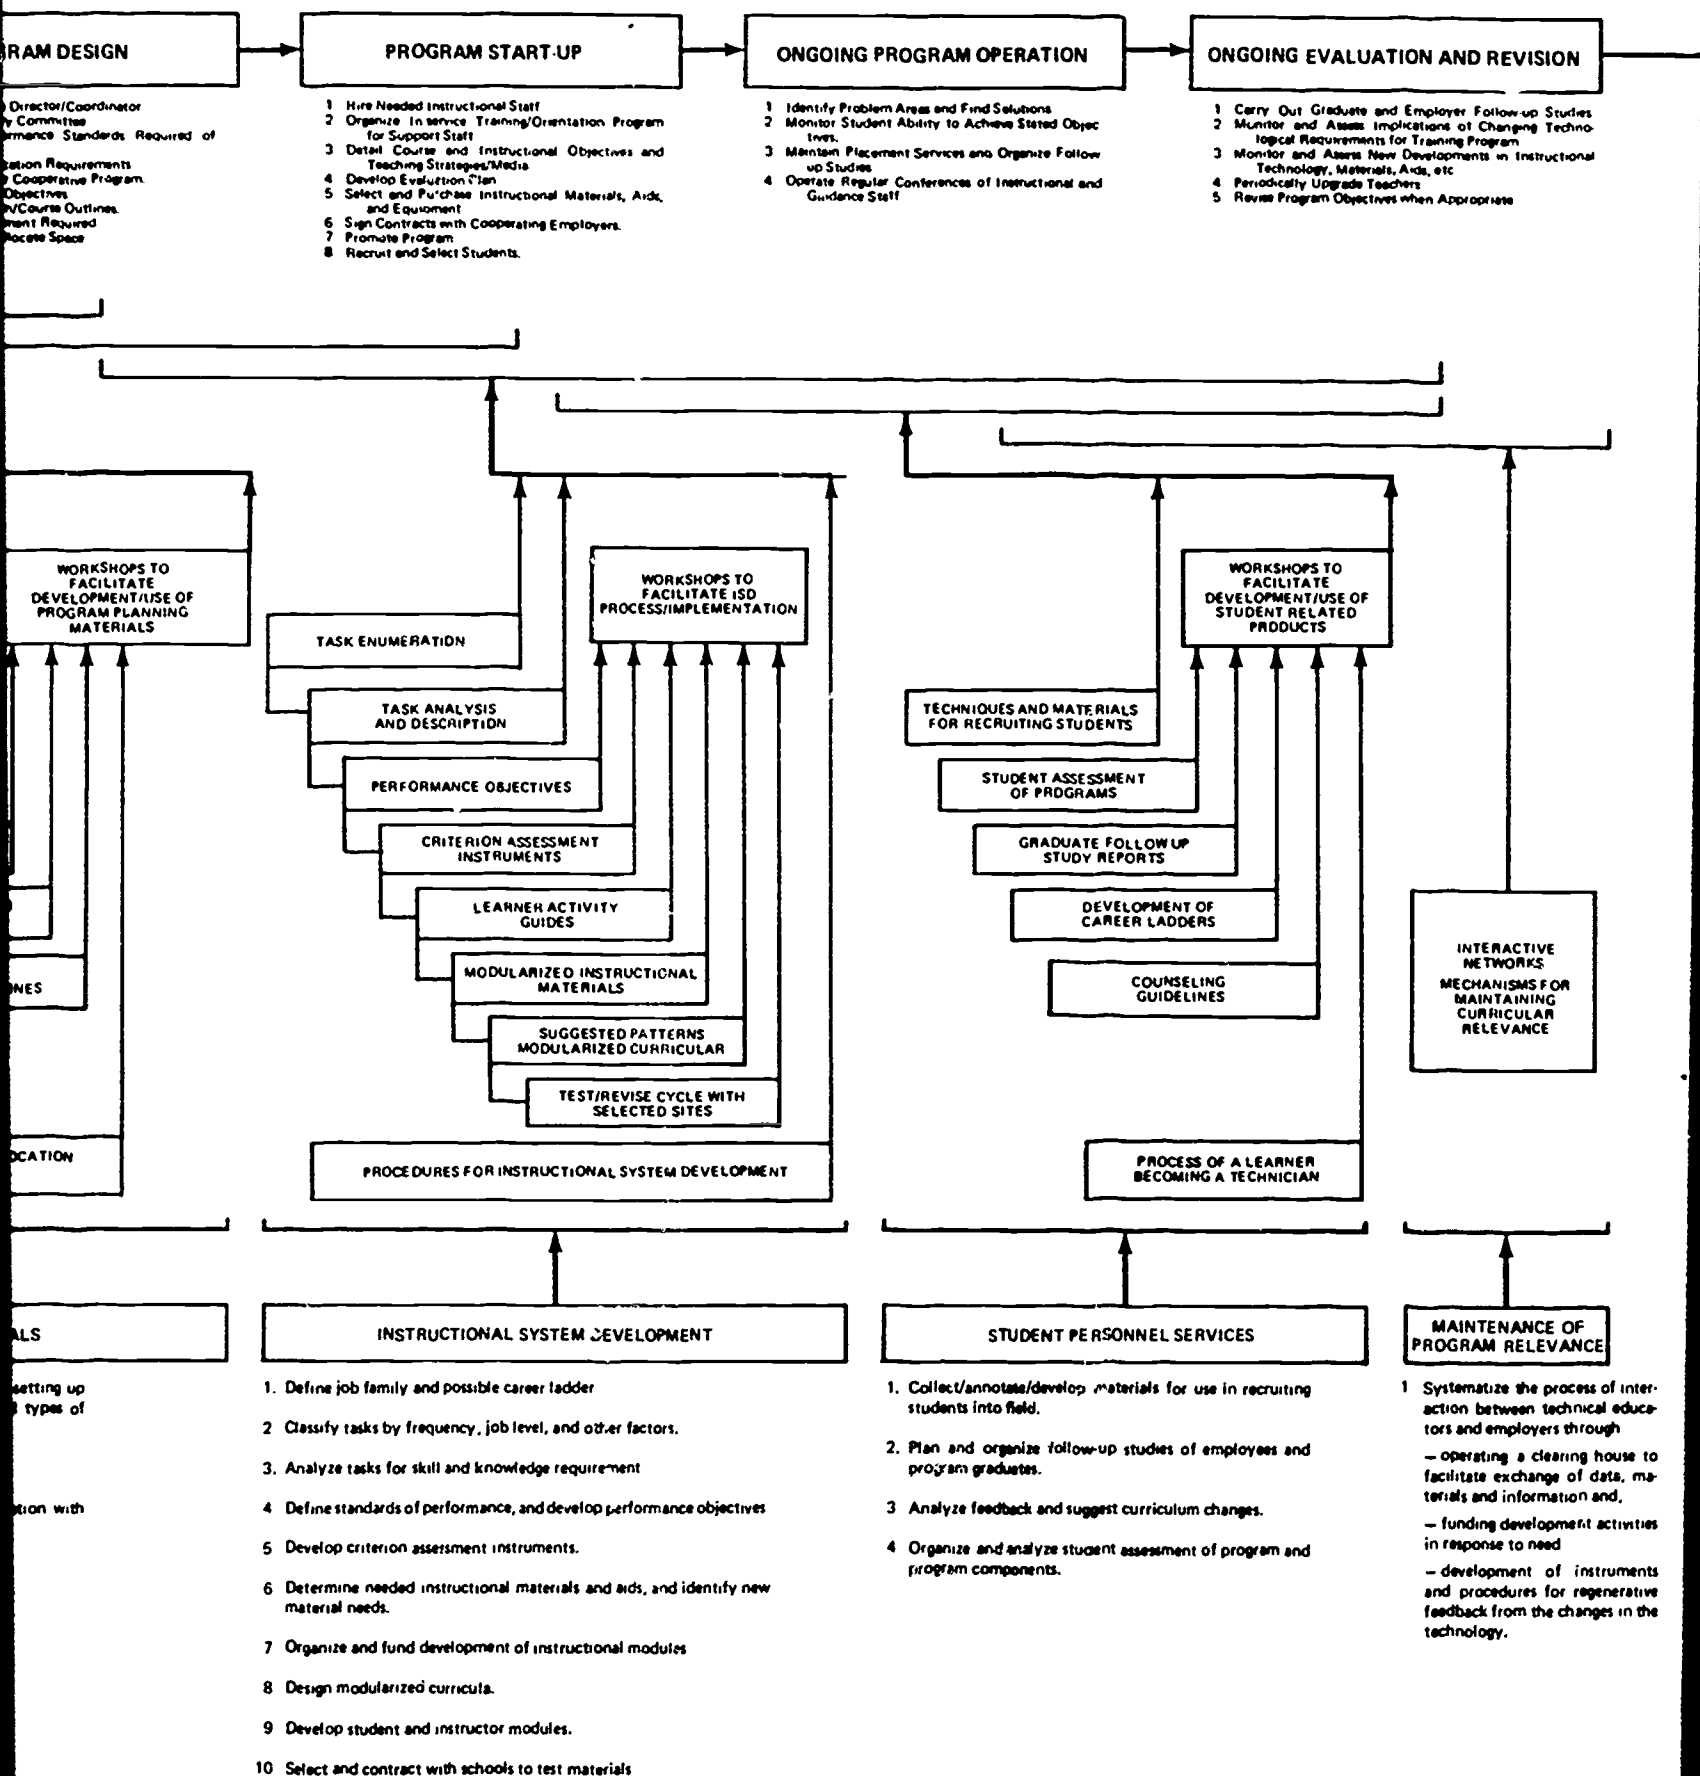 RAM DESIGN
Director/Coordinator
y Committee
rmance Standards Required of
cation Requirements
Cooperative Program.
Objectives
n/Course Outlines.
ment Required
locate Space
PROGRAM START-UP
1 Hire Needed Instructional Staff
2 Organize In service Training/Orientation Program
for Support Staff
3 Detail Course and Instructional Objectives and
Teaching Strategies/Media
4 Develop Evaluation Plan
5 Select and Purchase Instructional Materials, Aids,
and Equipment
6 Sign Contracts with Cooperating Employers.
7 Promote Program
8 Recruit and Select Students.
ONGOING PROGRAM OPERATION
1 Identify Problem Areas and Find Solutions
2 Monitor Student Ability to Achieve Stated Objec
tives.
3 Maintain Placement Services and Organize Follow
up Studies
4 Operate Regular Conferences of Instructional and
Guidance Staff
ONGOING EVALUATION AND REVISION
1 Carry Out Graduate and Employer Follow-up Studies
2 Monitor and Assess Implications of Changing Techno-
logical Requirements for Training Program
3 Monitor and Assess New Developments in Instructional
Technology, Materials, Aids, etc
4 Periodically Upgrade Teachers
5 Revise Program Objectives when Appropriate
WORKSHOPS TO
FACILITATE
DEVELOPMENT/USE OF
PROGRAM PLANNING
MATERIALS
NES
OCATION
TASK ENUMERATION
TASK ANALYSIS
AND DESCRIPTION
PERFORMANCE OBJECTIVES
CRITERION ASSESSMENT
INSTRUMENTS
LEARNER ACTIVITY
GUIDES
MODULARIZED INSTRUCTIONAL
MATERIALS
SUGGESTED PATTERNS
MODULARIZED CURRICULAR
TEST/REVISE CYCLE WITH
SELECTED SITES
PROCEDURES FOR INSTRUCTIONAL SYSTEM DEVELOPMENT
WORKSHOPS TO
FACILITATE ISD
PROCESS/IMPLEMENTATION
WORKSHOPS TO
FACILITATE
DEVELOPMENT/USE OF
STUDENT RELATED
PRODUCTS
TECHNIQUES AND MATERIALS
FOR RECRUITING STUDENTS
STUDENT ASSESSMENT
OF PROGRAMS
GRADUATE FOLLOW UP
STUDY REPORTS
DEVELOPMENT OF
CAREER LADDERS
COUNSELING
GUIDELINES
PROCESS OF A LEARNER
BECOMING A TECHNICIAN
INTERACTIVE
NETWORKS
MECHANISMS FOR
MAINTAINING
CURRICULAR
RELEVANCE
ALS
setting up
types of
tion with
INSTRUCTIONAL SYSTEM DEVELOPMENT
1. Define job family and possible career ladder
2 Classify tasks by frequency, job level, and other factors.
3. Analyze tasks for skill and knowledge requirement
4 Define standards of performance, and develop performance objectives
5 Develop criterion assessment instruments.
6 Determine needed instructional materials and aids, and identify new
material needs.
7 Organize and fund development of instructional modules
8 Design modularized curricula.
9 Develop student and instructor modules.
10 Select and contract with schools to test materials
STUDENT PERSONNEL SERVICES
1. Collect/annotate/develop materials for use in recruiting
students into field.
2. Plan and organize follow-up studies of employees and
program graduates.
3 Analyze feedback and suggest curriculum changes.
4 Organize and analyze student assessment of program and
program components.
MAINTENANCE OF
PROGRAM RELEVANCE
1 Systematize the process of inter-
action between technical educa-
tors and employers through
— operating a clearing house to
facilitate exchange of data, ma-
terials and information and,
— funding development activities
in response to need
— development of instruments
and procedures for regenerative
feedback from the changes in the
technology.